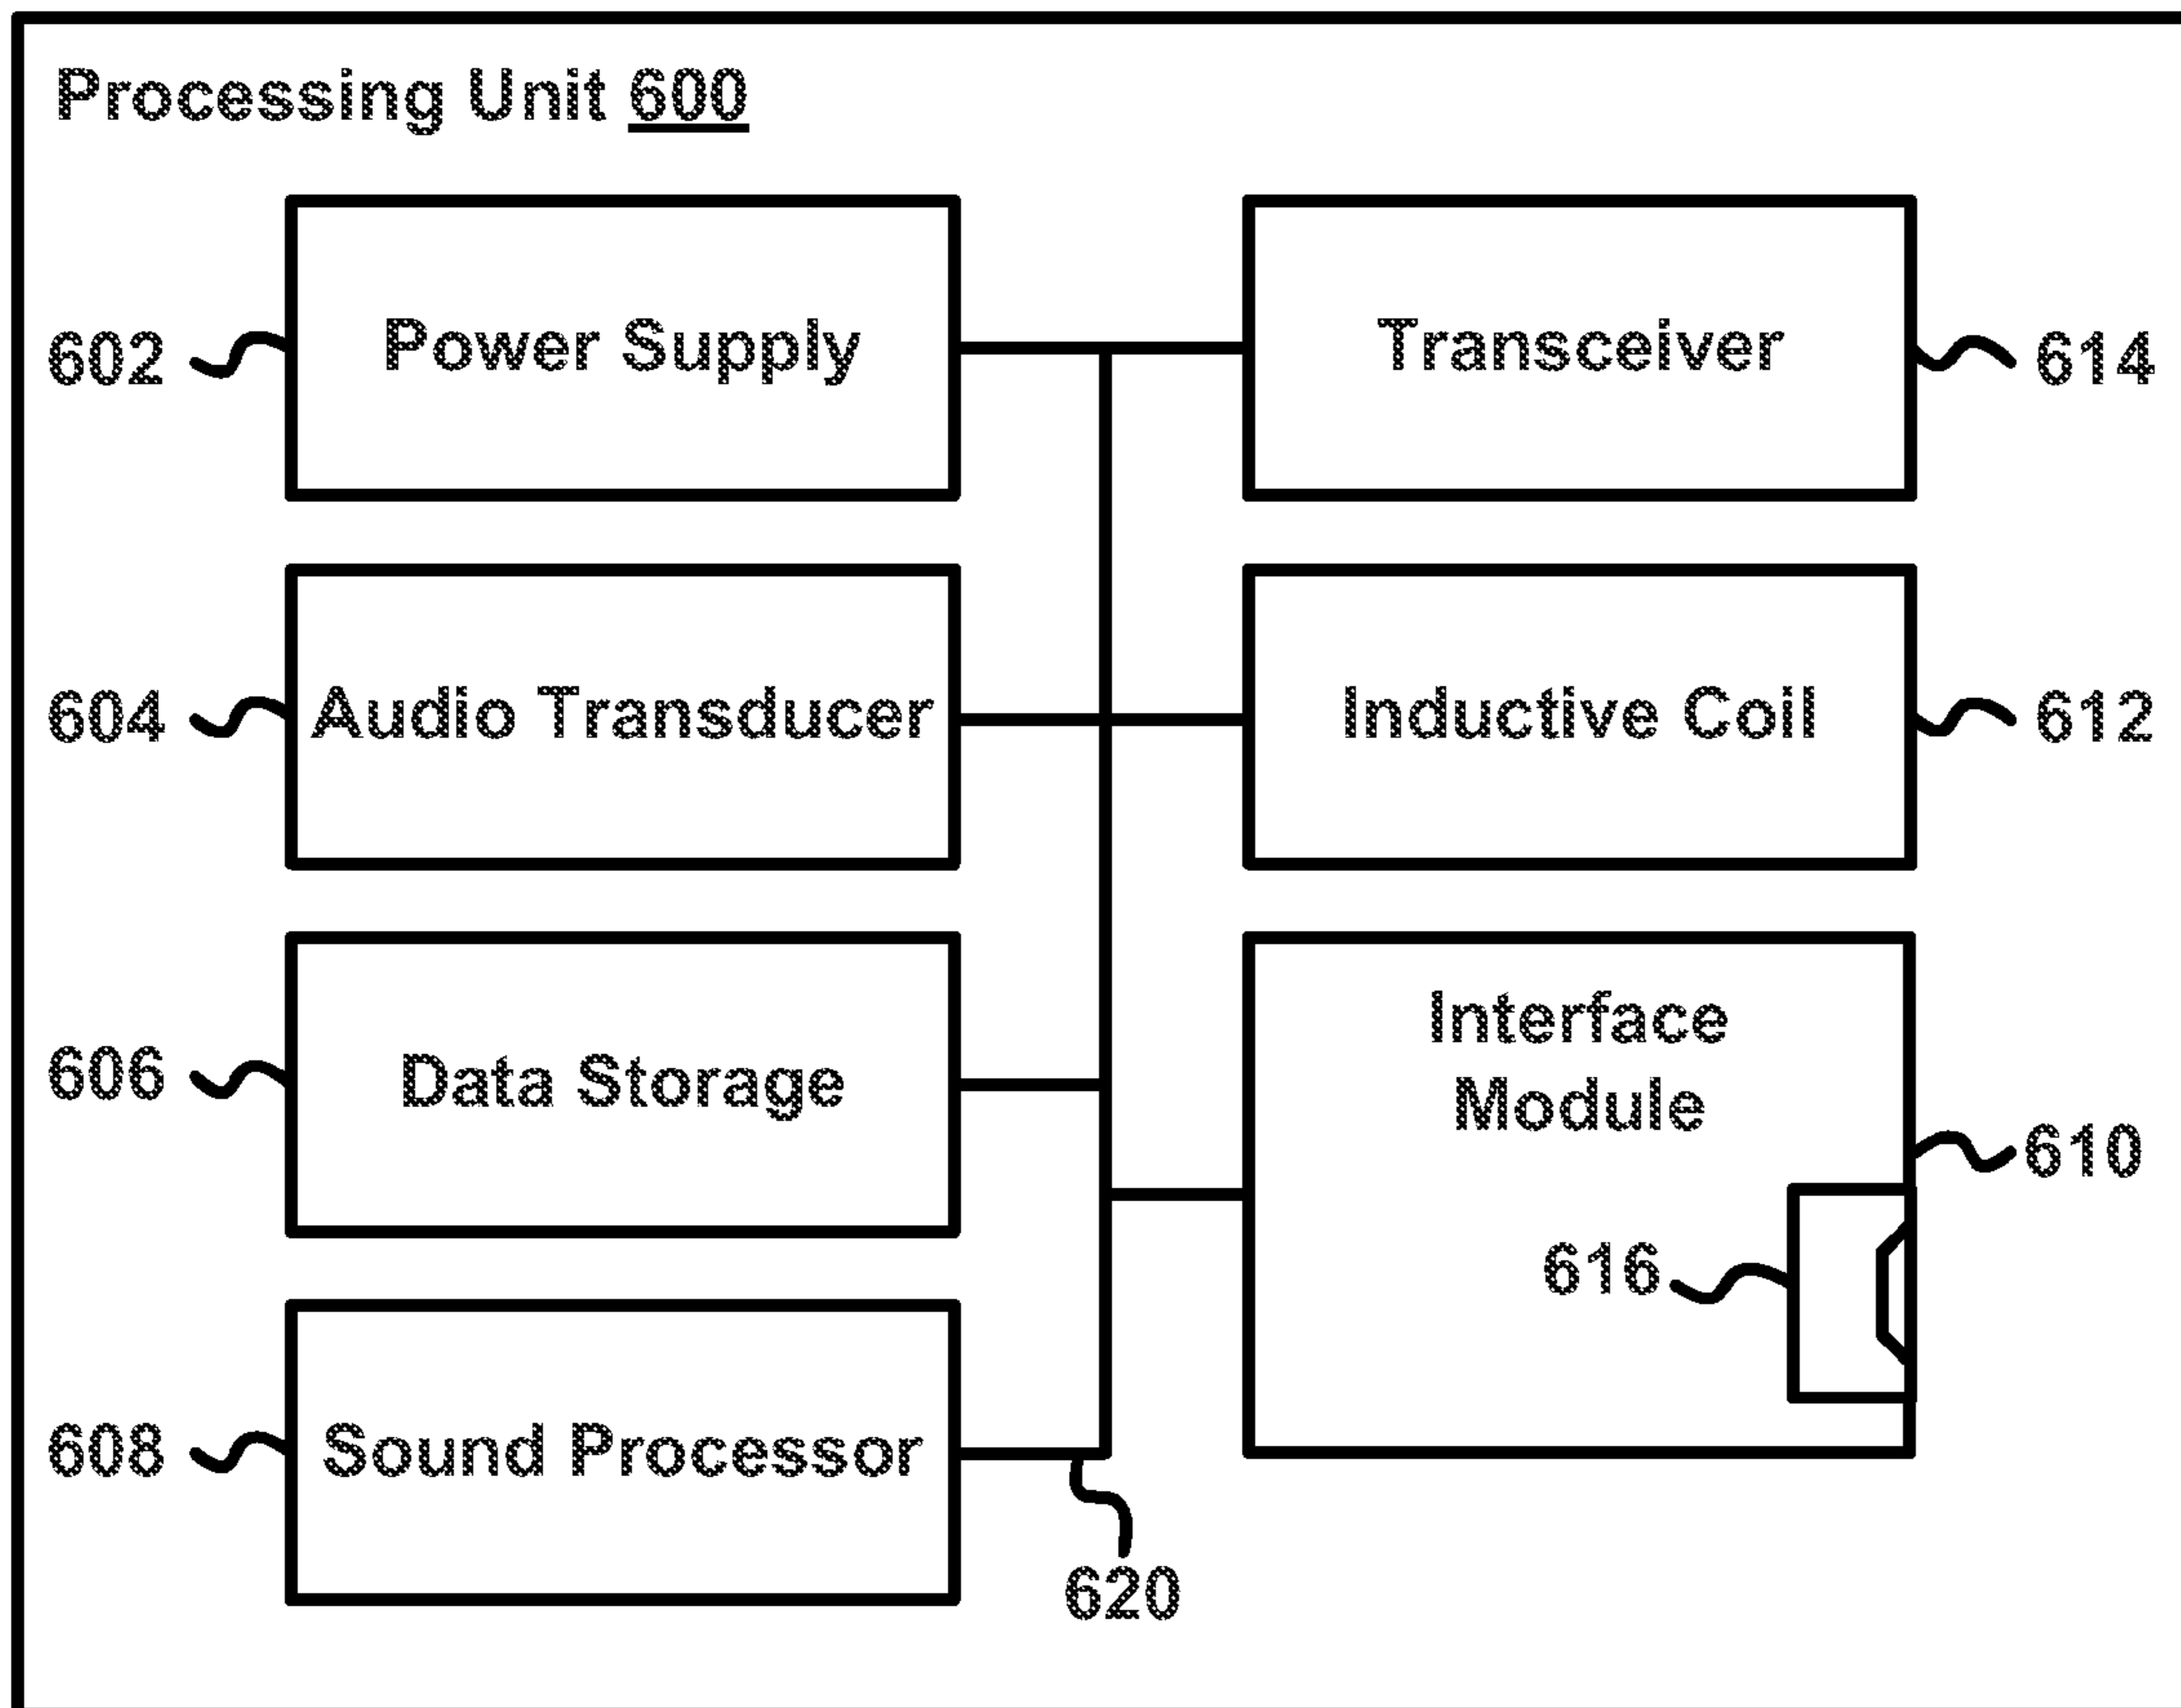 Processing Unit 600
602 Power Supply
Transceiver 614
604 Audio Transducer
Inductive Coil 612
606 Data Storage
Interface
Module
610
616
608 Sound Processor
620